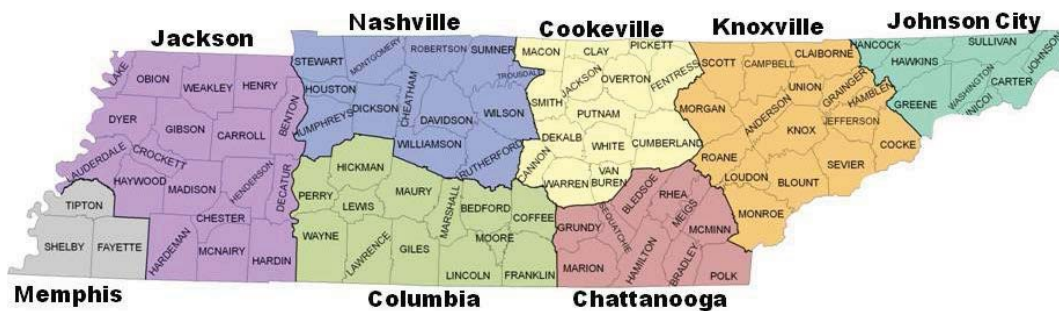 Nashville
Cookeville
Knoxville
Johnson City
Jackson
LAKE
OBION
WEAKLEY
HENRY
BENTON
DYER
GIBSON
CARROLL
LAUDERDALE
CROCKETT
HAYWOOD
MADISON
HENDERSON
DECATUR
CHESTER
HARDEMAN
MCNAIRY
HARDIN
TIPTON
SHELBY
FAYETTE
Memphis
STEWART
MONTGOMERY
ROBERTSON
SUMNER
TROUSDALE
HOUSTON
HUMPHREYS
DICKSON
CHEATHAM
DAVIDSON
WILSON
WILLIAMSON
RUTHERFORD
HICKMAN
PERRY
LEWIS
MAURY
MARSHALL
BEDFORD
COFFEE
WAYNE
LAWRENCE
GILES
MOORE
LINCOLN
FRANKLIN
Columbia
MACON
CLAY
PICKETT
JACKSON
OVERTON
FENTRESS
SMITH
PUTNAM
DEKALB
WHITE
CUMBERLAND
CANNON
WARREN
VAN
BUREN
GRUNDY
SEQUATCHIE
BLEDSOE
RHEA
MEIGS
MCMINN
MARION
HAMILTON
BRADLEY
POLK
Chattanooga
SCOTT
CAMPBELL
CLAIBORNE
UNION
GRAINGER
HAMBLEN
MORGAN
ANDERSON
KNOX
JEFFERSON
COCKE
ROANE
LOUDON
BLOUNT
SEVIER
MONROE
HANCOCK
HAWKINS
SULLIVAN
JOHNSON
GREENE
WASHINGTON
CARTER
UNICOI